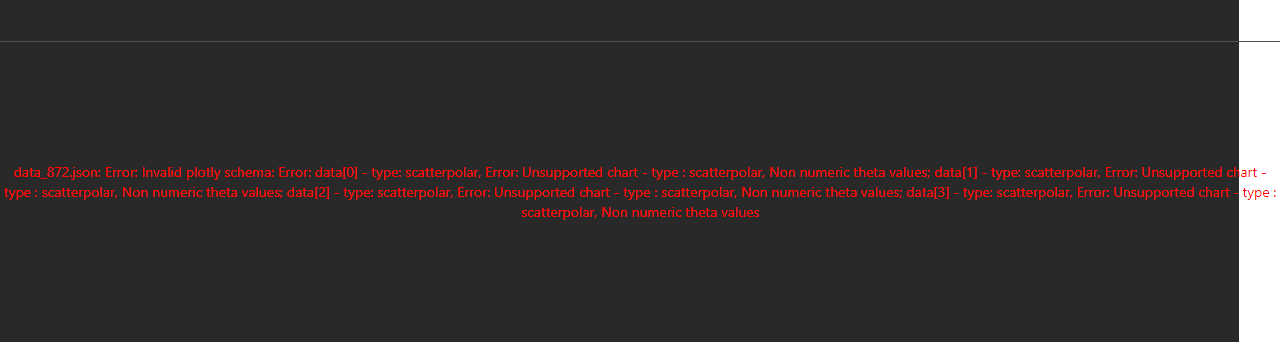 data_872.json: Error: Invalid plotly schema: Error: data[0] - type: scatterpolar, Error: Unsupported chart - type : scatterpolar, Non numeric theta values; data[1] - type: scatterpolar, Error: Unsupported chart -
type : scatterpolar, Non numeric theta values; data[2] - type: scatterpolar, Error: Unsupported chart - type : scatterpolar, Non numeric theta values; data[3] - type: scatterpolar, Error: Unsupported chart - type :
scatterpolar, Non numeric theta values